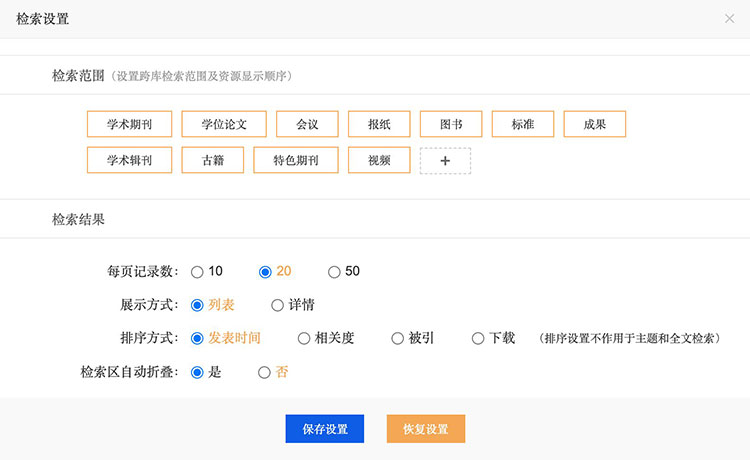 检索设置 ×
检索范围（设置跨库检索范围及资源显示顺序）
学术期刊 学位论文 会议 报纸 图书 标准 成果
学术辑刊 古籍 特色期刊 视频 +
检索结果
每页记录数： 10 20 50
展示方式： 列表 详情
排序方式： 发表时间 相关度 被引 下载 （排序设置不作用于主题和全文检索）
检索区自动折叠： 是 否
保存设置 恢复设置